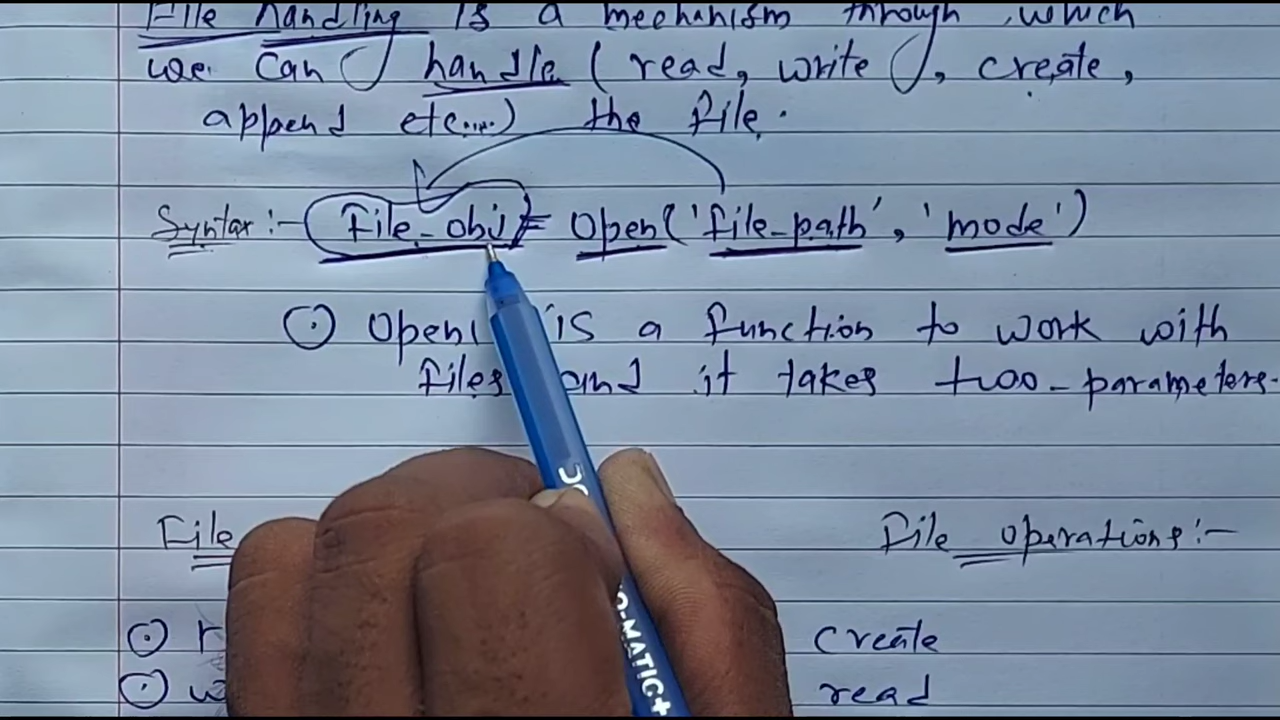 File handling is a mechanism through which
we can handle (read, write, create,
append etc....) the file.
Syntax :- File_obj = Open('file_path', 'mode')
Open is a function to work with
files and it takes two-parameters.
File File operations :-
r create
w read
O-MATIC+